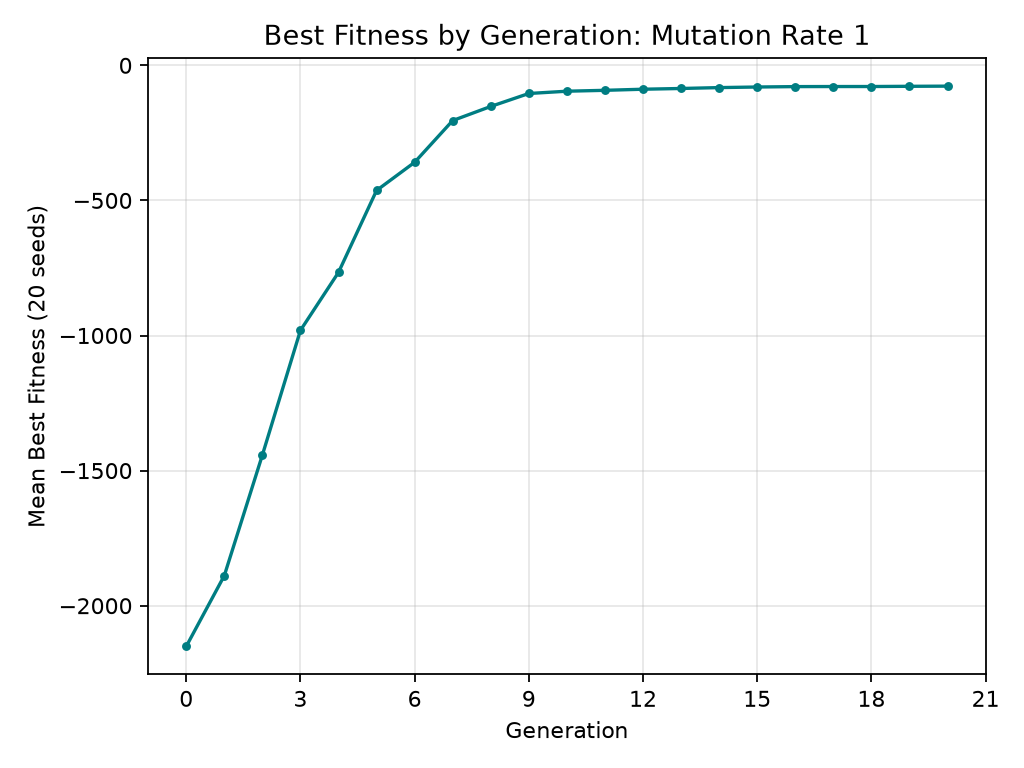 Best Fitness by Generation: Mutation Rate 1
Mean Best Fitness (20 seeds)
0
−500
−1000
−1500
−2000
0 3 6 9 12 15 18 21
Generation